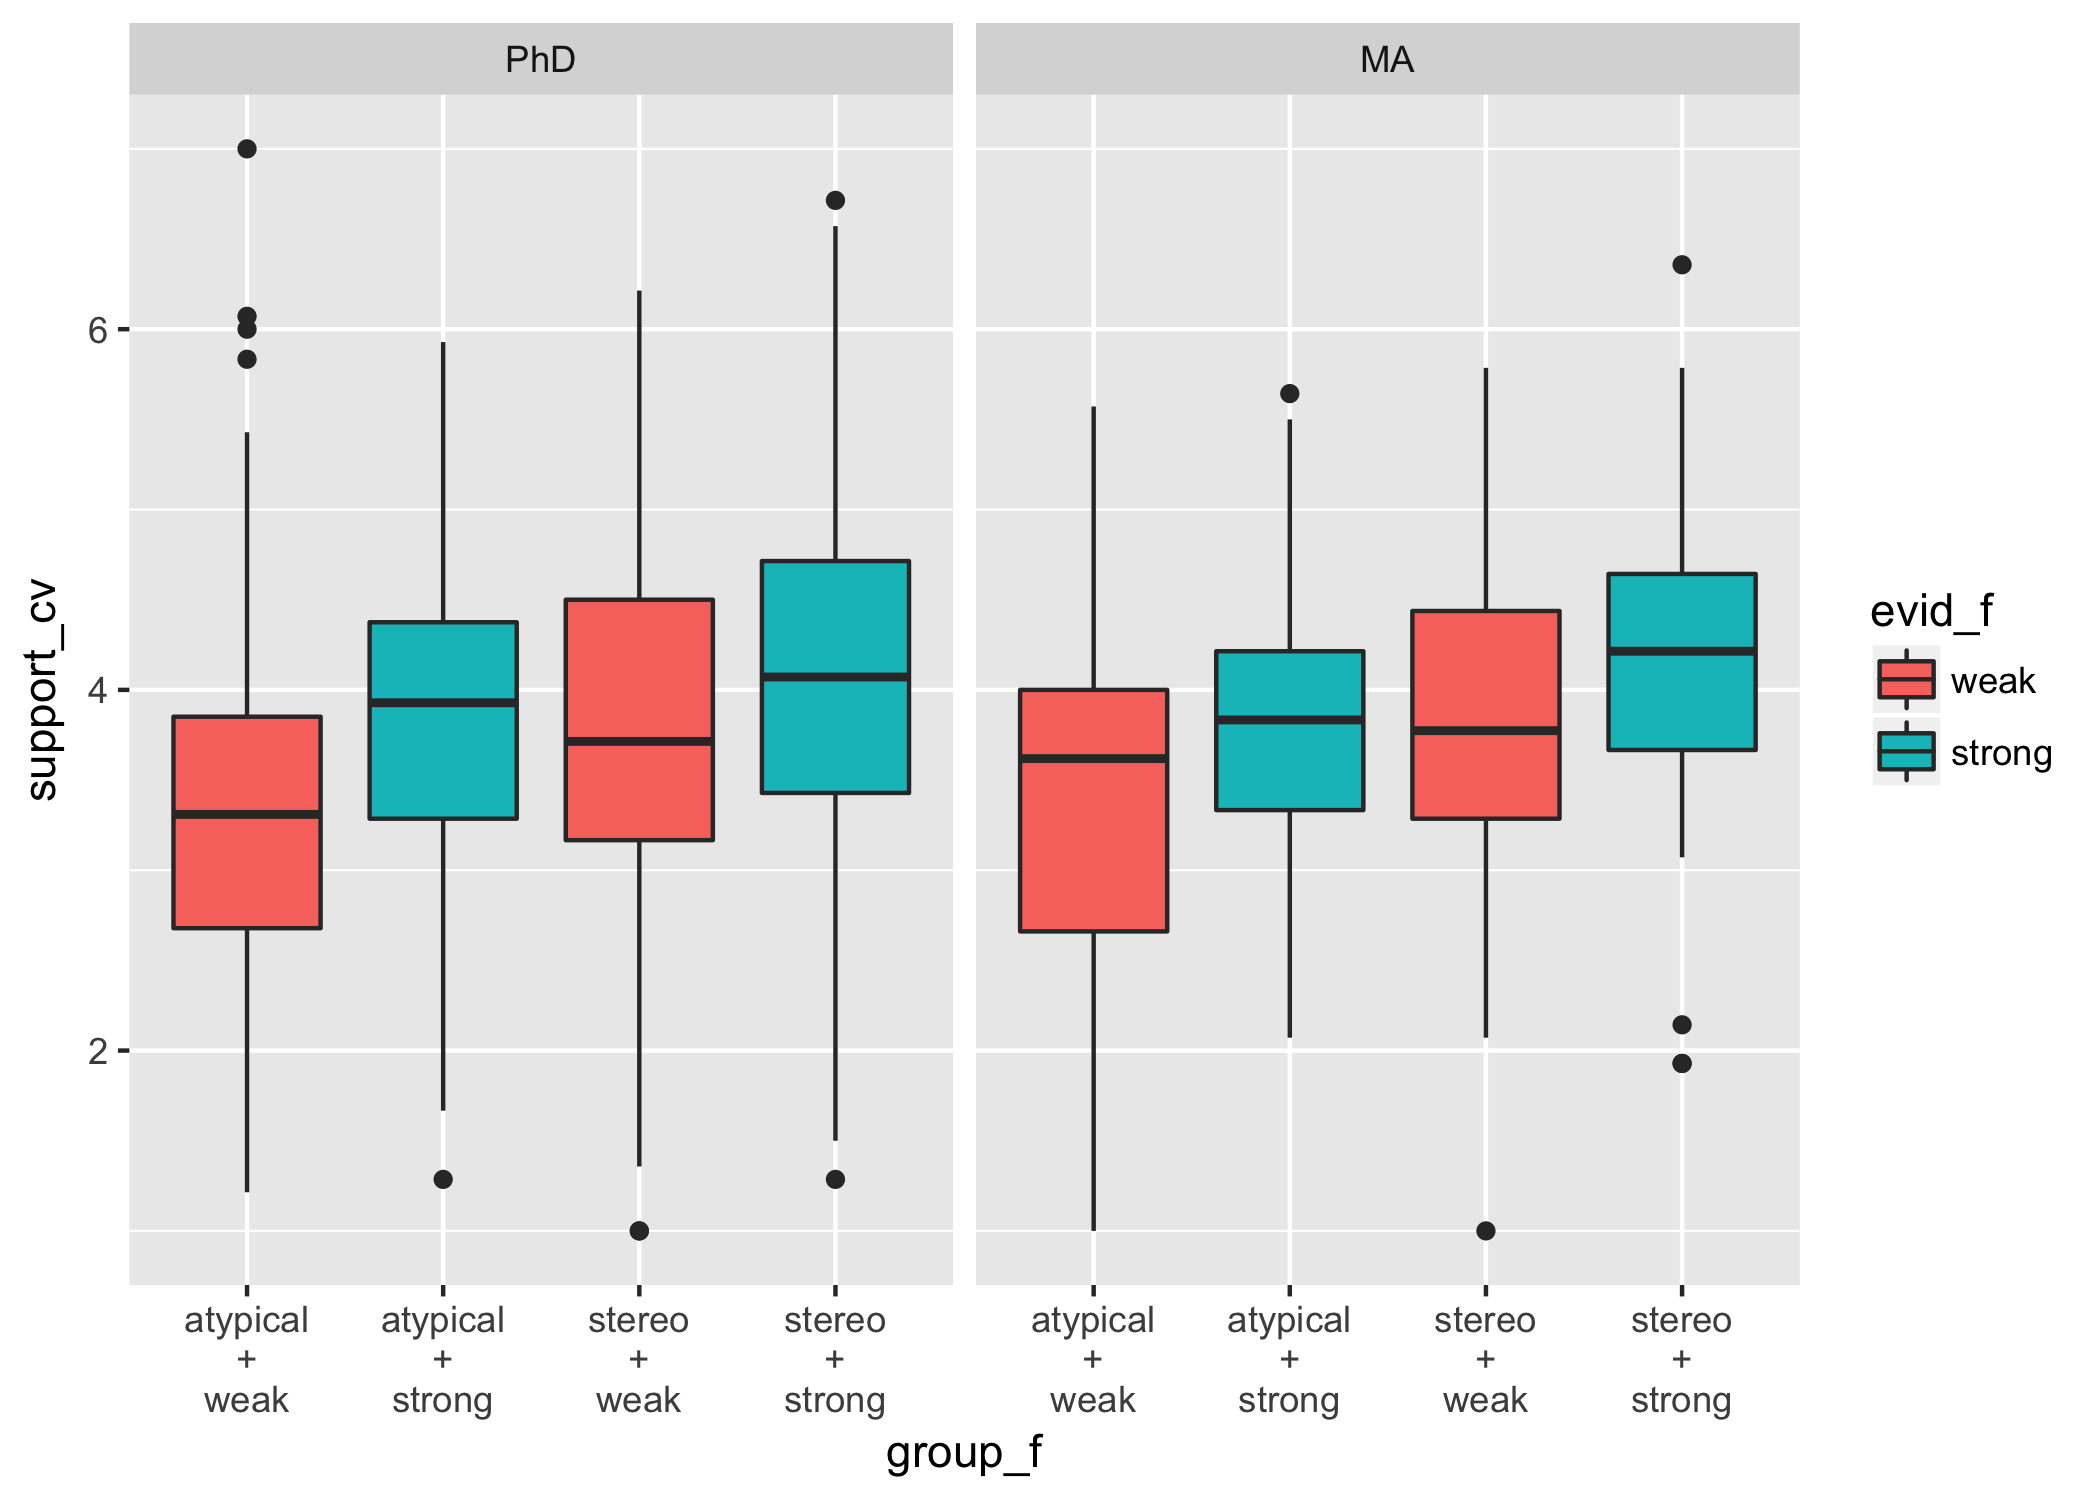 PhD
MA
support_cv
6
4
2
atypical
+
weak
atypical
+
strong
stereo
+
weak
stereo
+
strong
atypical
+
weak
atypical
+
strong
stereo
+
weak
stereo
+
strong
group_f
evid_f
weak
strong